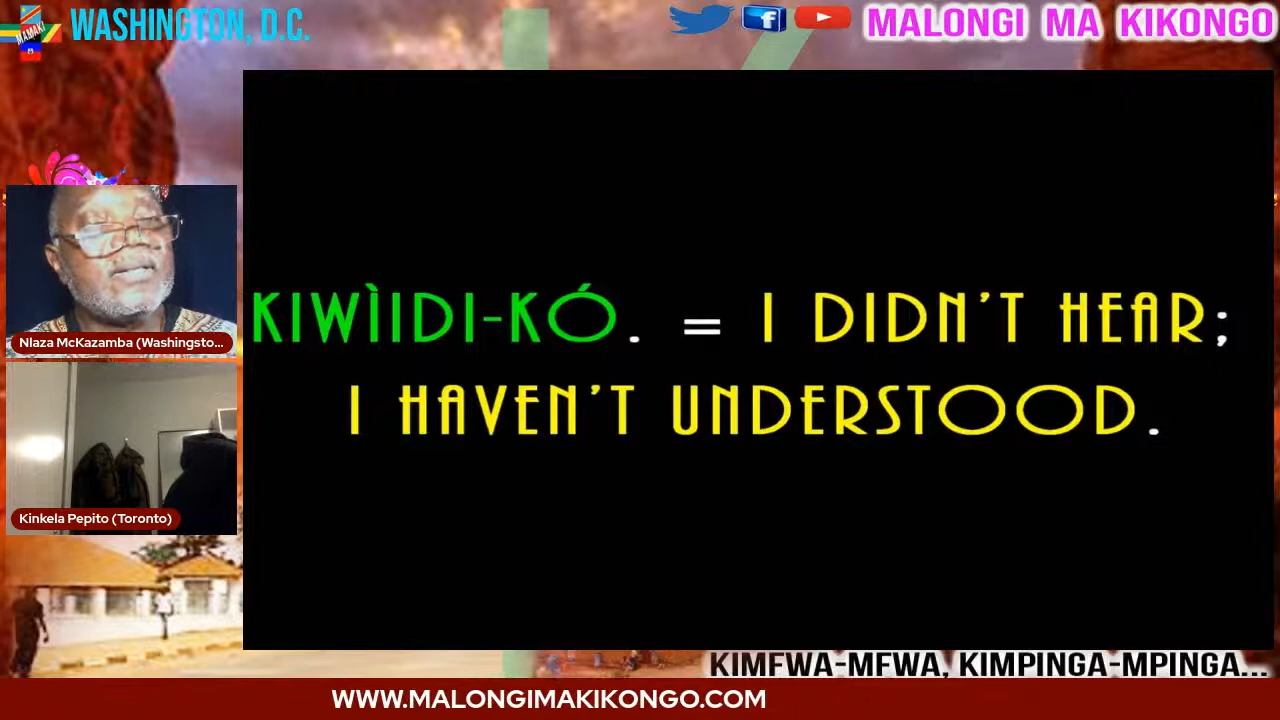 WASHINGTON, D.C.
MAMAKI
MALONGI MA KIKONGO
KIWÌIDI-KÓ. = I DIDN'T HEAR;
I HAVEN'T UNDERSTOOD.
Nlaza McKazamba (Washingsto...
Kinkela Pepito (Toronto)
KIMFWA-MFWA, KIMPINGA-MPINGA...
WWW.MALONGIMAKIKONGO.COM